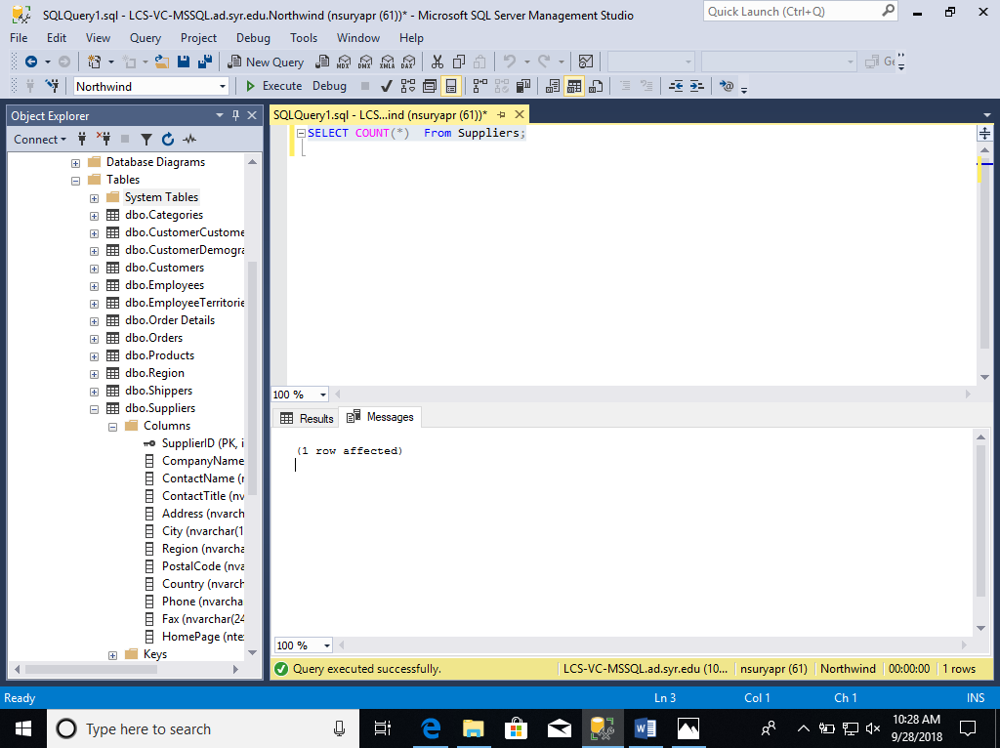 SQLQuery1.sql - LCS-VC-MSSQL.ad.syr.edu.Northwind (nsuryapr (61))* - Microsoft SQL Server Management Studio
Quick Launch (Ctrl+Q)
File Edit View Query Project Debug Tools Window Help
New Query MDX DMX XMLA DAX Ge
Northwind Execute Debug
Object Explorer
Connect
Database Diagrams
Tables
System Tables
dbo.Categories
dbo.CustomerCustome
dbo.CustomerDemogra
dbo.Customers
dbo.Employees
dbo.EmployeeTerritorie
dbo.Order Details
dbo.Orders
dbo.Products
dbo.Region
dbo.Shippers
dbo.Suppliers
Columns
SupplierID (PK, i
CompanyName
ContactName (r
ContactTitle (nv
Address (nvarch
City (nvarchar(1
Region (nvarcha
PostalCode (nva
Country (nvarch
Phone (nvarcha
Fax (nvarchar(24
HomePage (nte
Keys
SQLQuery1.sql - LCS...ind (nsuryapr (61))*
SELECT COUNT(*) From Suppliers;
100 %
Results Messages
(1 row affected)
100 %
Query executed successfully. LCS-VC-MSSQL.ad.syr.edu (10... nsuryapr (61) Northwind 00:00:00 1 rows
Ready Ln 3 Col 1 Ch 1 INS
Type here to search
10:28 AM
9/28/2018